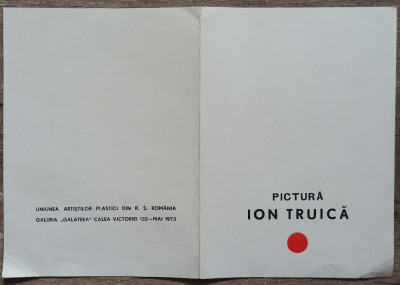 UNIUNEA ARTIȘTILOR PLASTICI DIN R. S. ROMÂNIA
GALERIA „GALATEEA" CALEA VICTORIEI 132 — MAI 1973
PICTURĂ
ION TRUICĂ